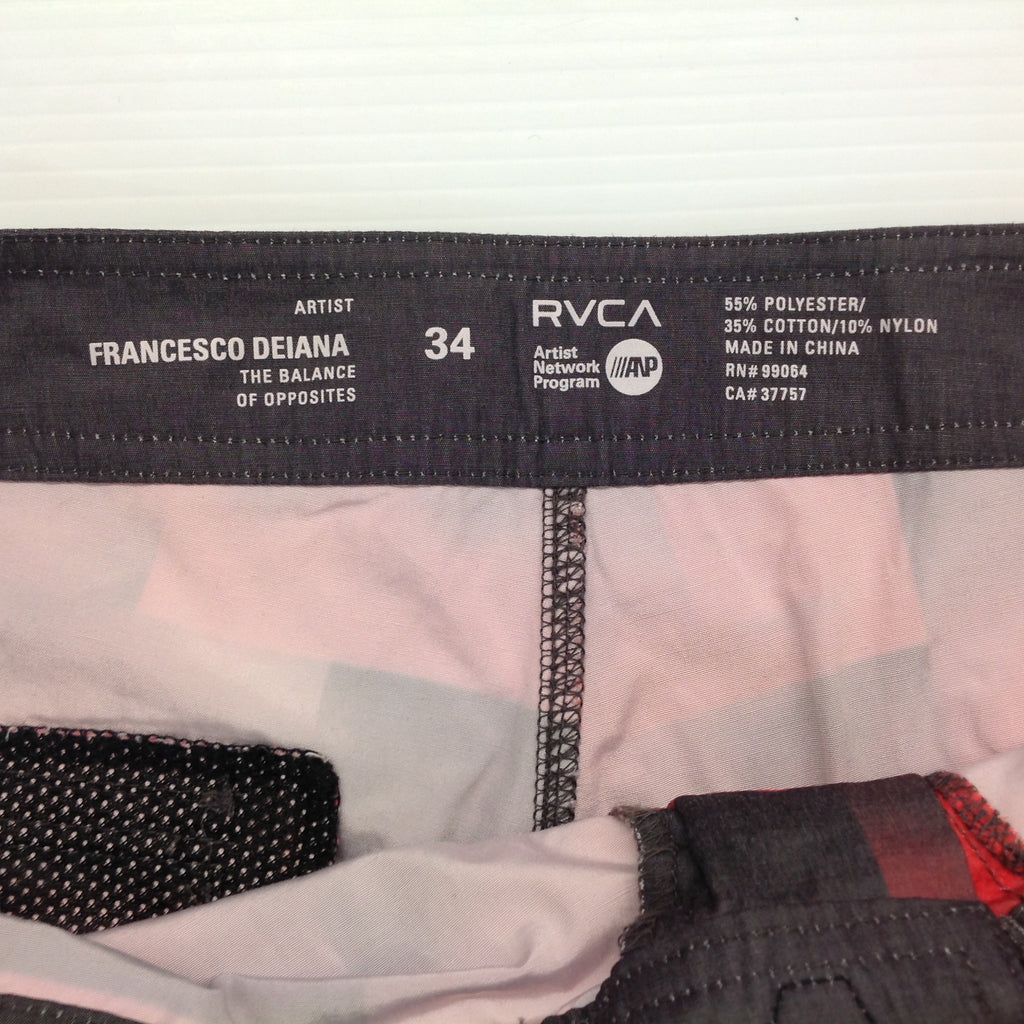 ARTIST
FRANCESCO DEIANA
THE BALANCE
OF OPPOSITES
34
RVCA
Artist
Network
Program
ANP
55% POLYESTER/
35% COTTON/10% NYLON
MADE IN CHINA
RN# 99064
CA# 37757